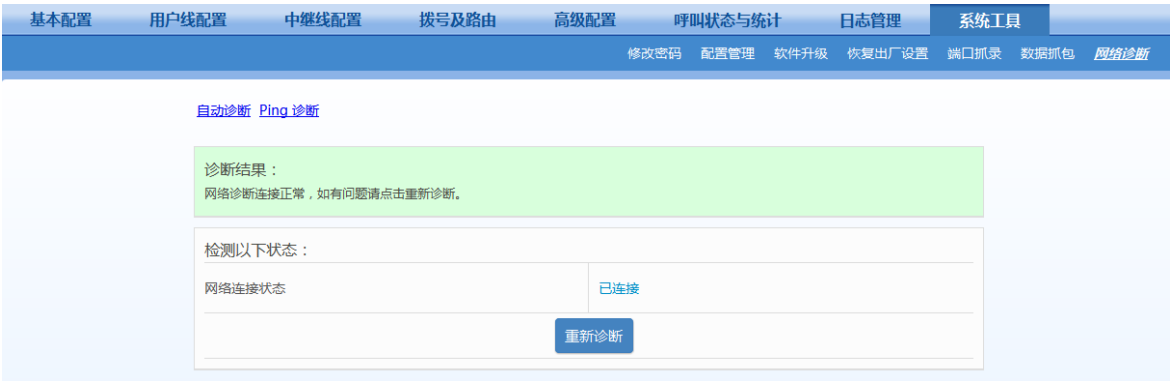 基本配置 用户线配置 中继线配置 拨号及路由 高级配置 呼叫状态与统计 日志管理 系统工具
修改密码 配置管理 软件升级 恢复出厂设置 端口抓录 数据抓包 网络诊断
自动诊断 Ping 诊断
诊断结果：
网络诊断连接正常，如有问题请点击重新诊断。
检测以下状态：
网络连接状态 已连接
重新诊断